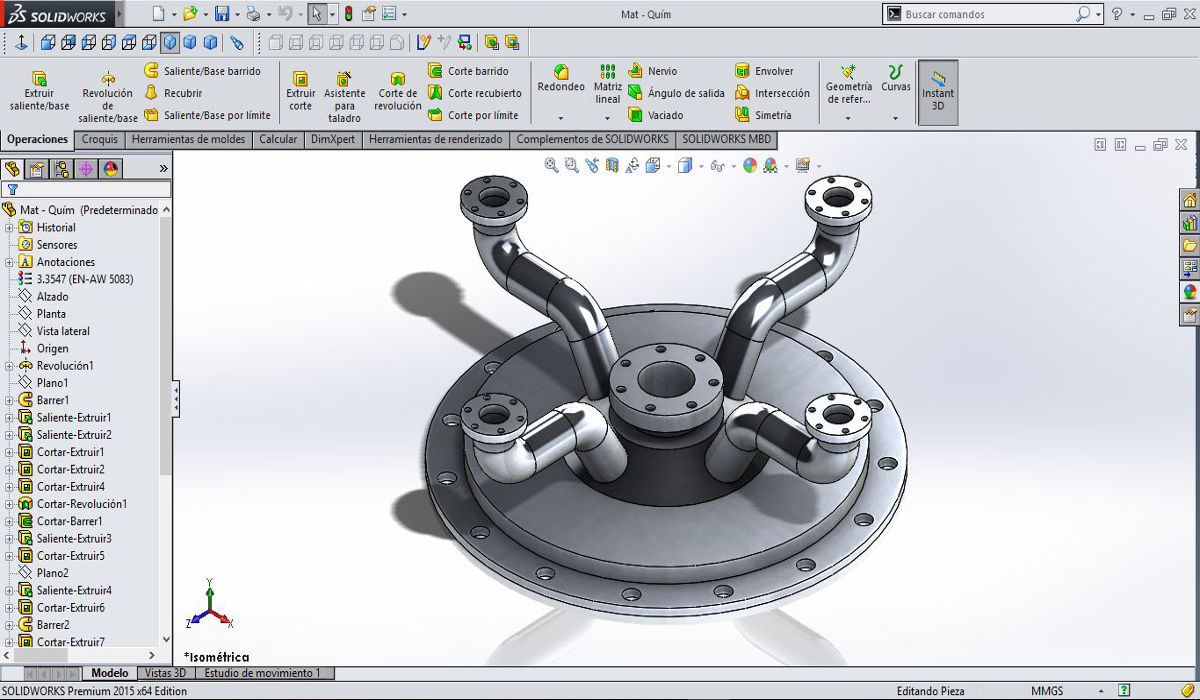 SOLIDWORKS
Mat - Quím
Buscar comandos
Extruir saliente/base
Revolución de saliente/base
Saliente/Base barrido
Recubrir
Saliente/Base por límite
Extruir corte
Asistente para taladro
Corte de revolución
Corte barrido
Corte recubierto
Corte por límite
Redondeo
Matriz lineal
Nervio
Ángulo de salida
Vaciado
Envolver
Intersección
Simetría
Geometría de refer...
Curvas
Instant 3D
Operaciones
Croquis
Herramientas de moldes
Calcular
DimXpert
Herramientas de renderizado
Complementos de SOLIDWORKS
SOLIDWORKS MBD
Mat - Quím (Predeterminado
Historial
Sensores
Anotaciones
3.3547 (EN-AW 5083)
Alzado
Planta
Vista lateral
Origen
Revolución1
Plano1
Barrer1
Saliente-Extruir1
Saliente-Extruir2
Cortar-Extruir1
Cortar-Extruir2
Cortar-Extruir4
Cortar-Revolución1
Cortar-Barrer1
Saliente-Extruir3
Cortar-Extruir5
Plano2
Saliente-Extruir4
Cortar-Extruir6
Barrer2
Cortar-Extruir7
Y
Z
X
*Isométrica
Modelo
Vistas 3D
Estudio de movimiento 1
SOLIDWORKS Premium 2015 x64 Edition
Editando Pieza
MMGS